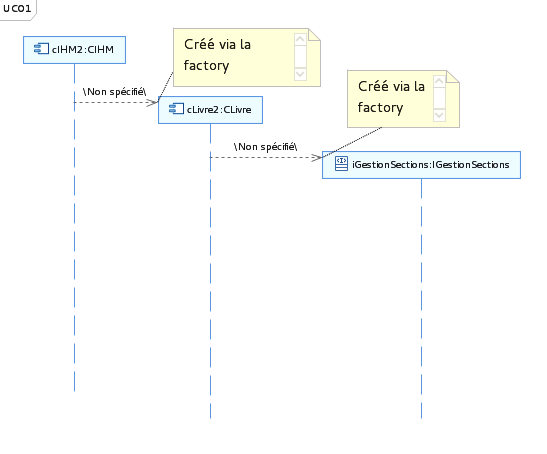 UC01
cIHM2:CIHM
Créé via la
factory
\Non spécifié\
cLivre2:CLivre
Créé via la
factory
\Non spécifié\
iGestionSections:IGestionSections